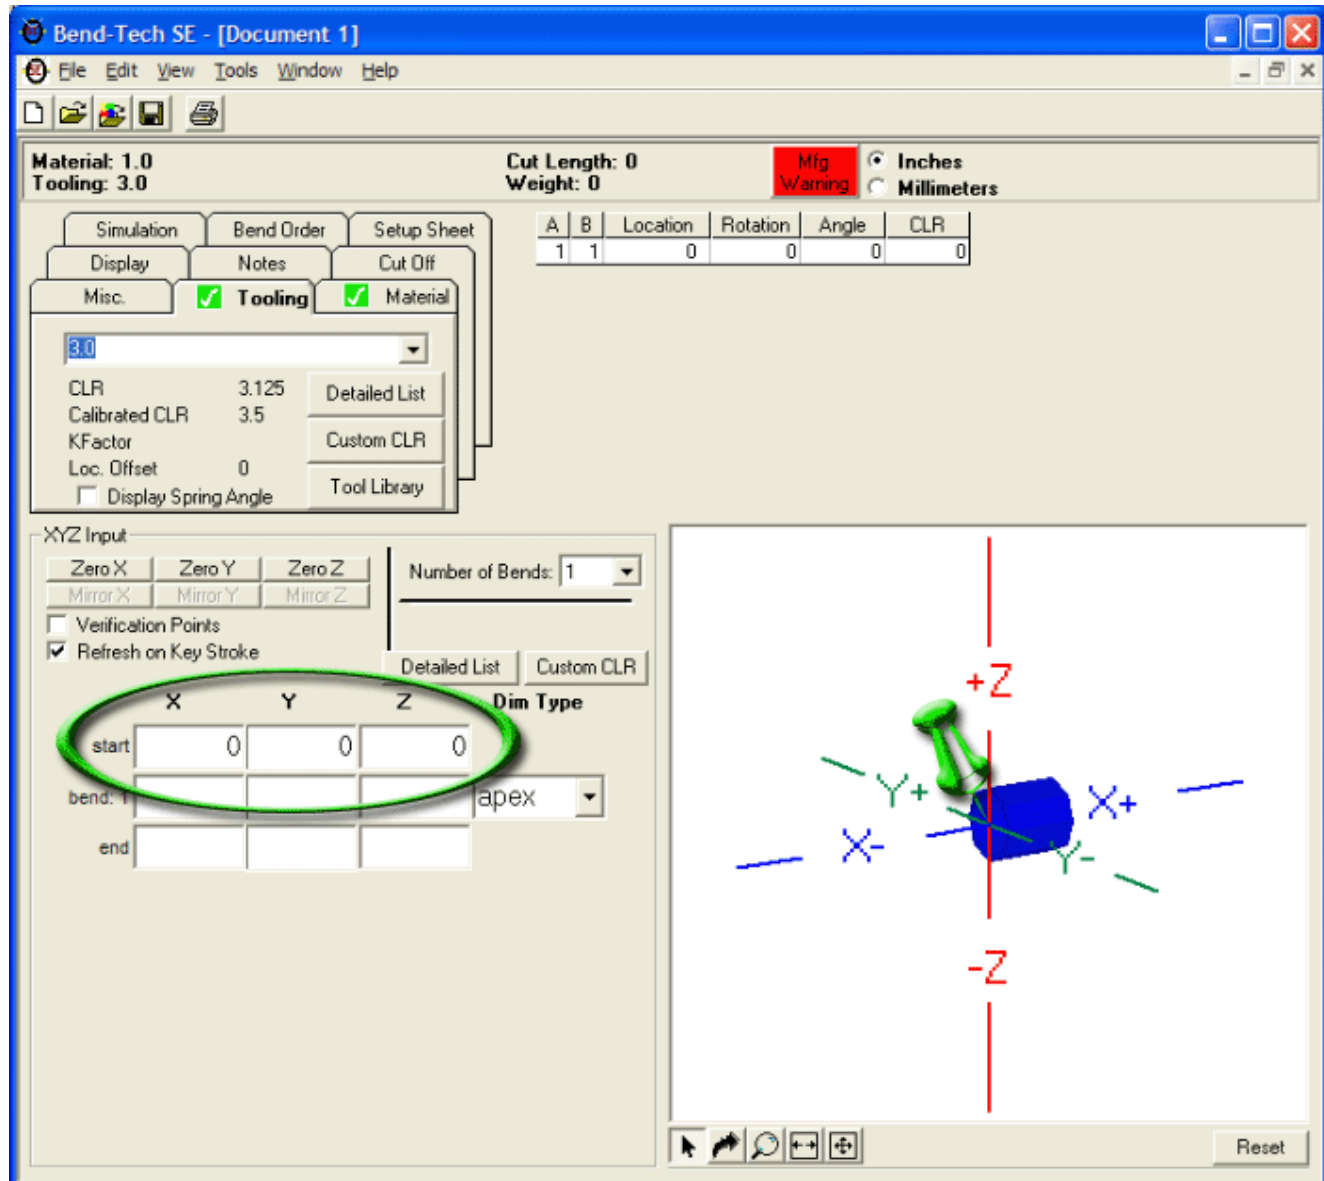 Bend-Tech SE - [Document 1]
File Edit View Tools Window Help
Material: 1.0 Cut Length: 0 Mfg Inches
Tooling: 3.0 Weight: 0 Warning Millimeters
Simulation Bend Order Setup Sheet
A B Location Rotation Angle CLR
1 1 0 0 0 0
Display Notes Cut Off
Misc. Tooling Material
3.0
CLR 3.125 Detailed List
Calibrated CLR 3.5
KFactor Custom CLR
Loc. Offset 0
Display Spring Angle Tool Library
XYZ Input
Zero X Zero Y Zero Z Number of Bends: 1
Mirror X Mirror Y Mirror Z
Verification Points
Refresh on Key Stroke
Detailed List Custom CLR
X Y Z Dim Type
start 0 0 0
bend: 1 apex
end
+Z
Y+ X+
X- Y-
-Z
Reset